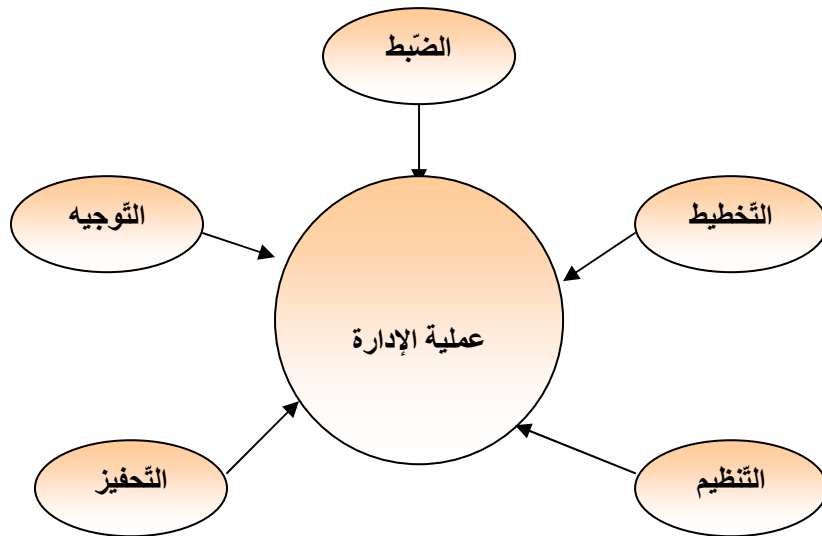 الضّبط
التّخطيط
التّوجيه
عملية الإدارة
التّنظيم
التّحفيز